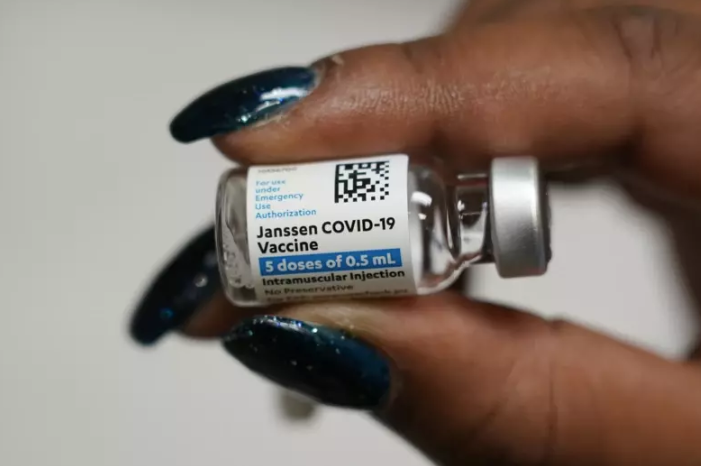 For use
under
Emergency
Use
Authorization
Janssen COVID-19
Vaccine
5 doses of 0.5 mL
Intramuscular Injection
No Preservative